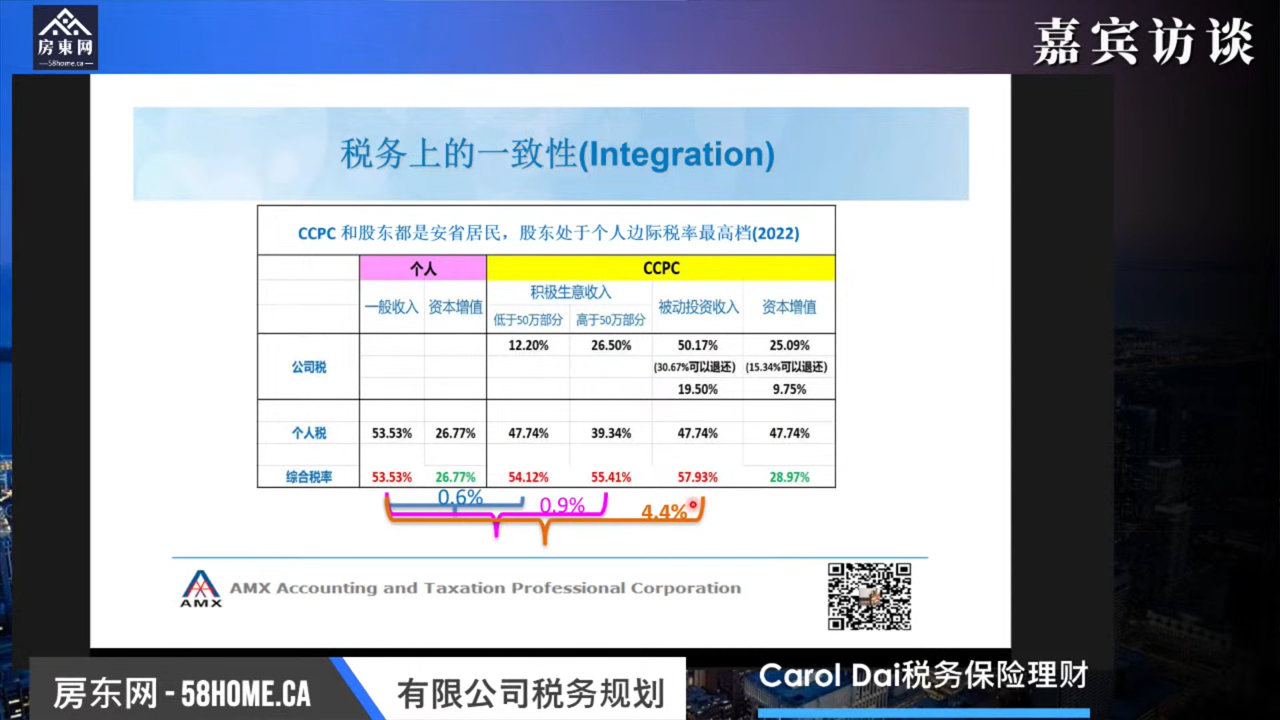 房東网
58home.ca
嘉宾访谈
税务上的一致性(Integration)
CCPC 和股东都是安省居民，股东处于个人边际税率最高档(2022)
个人 CCPC
一般收入 资本增值 积极生意收入 被动投资收入 资本增值
低于50万部分 高于50万部分
12.20% 26.50% 50.17% 25.09%
公司税 (30.67%可以退还) (15.34%可以退还)
19.50% 9.75%
个人税 53.53% 26.77% 47.74% 39.34% 47.74% 47.74%
综合税率 53.53% 26.77% 54.12% 55.41% 57.93% 28.97%
0.6% 0.9% 4.4%
AMX
AMX Accounting and Taxation Professional Corporation
房东网 - 58HOME.CA
有限公司税务规划
Carol Dai税务保险理财